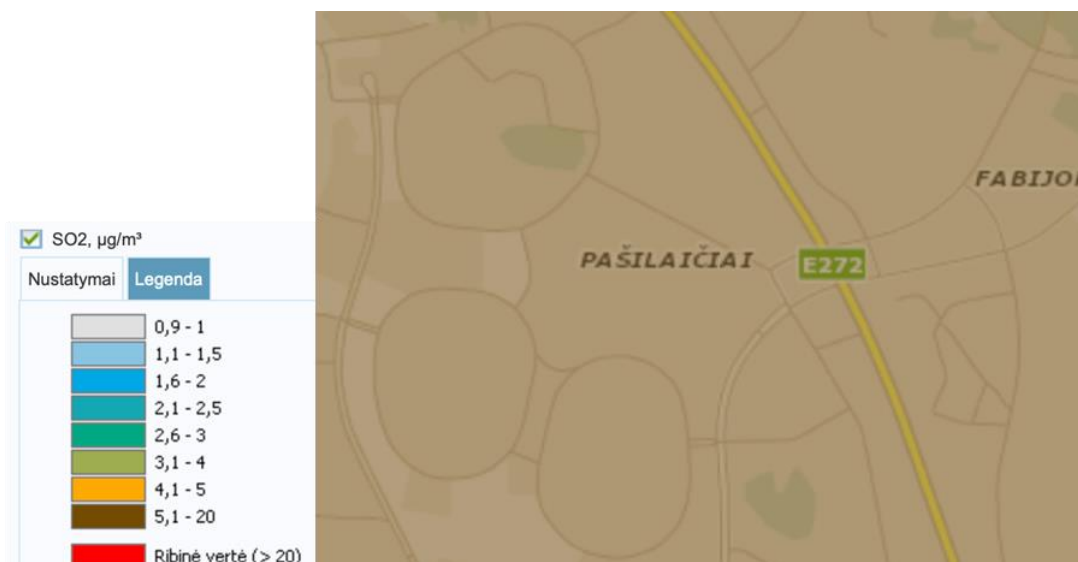 SO2, µg/m³
Nustatymai
Legenda
0,9 - 1
1,1 - 1,5
1,6 - 2
2,1 - 2,5
2,6 - 3
3,1 - 4
4,1 - 5
5,1 - 20
Ribinė vertė (> 20)
FABIJO
PAŠILAIČIAI
E272